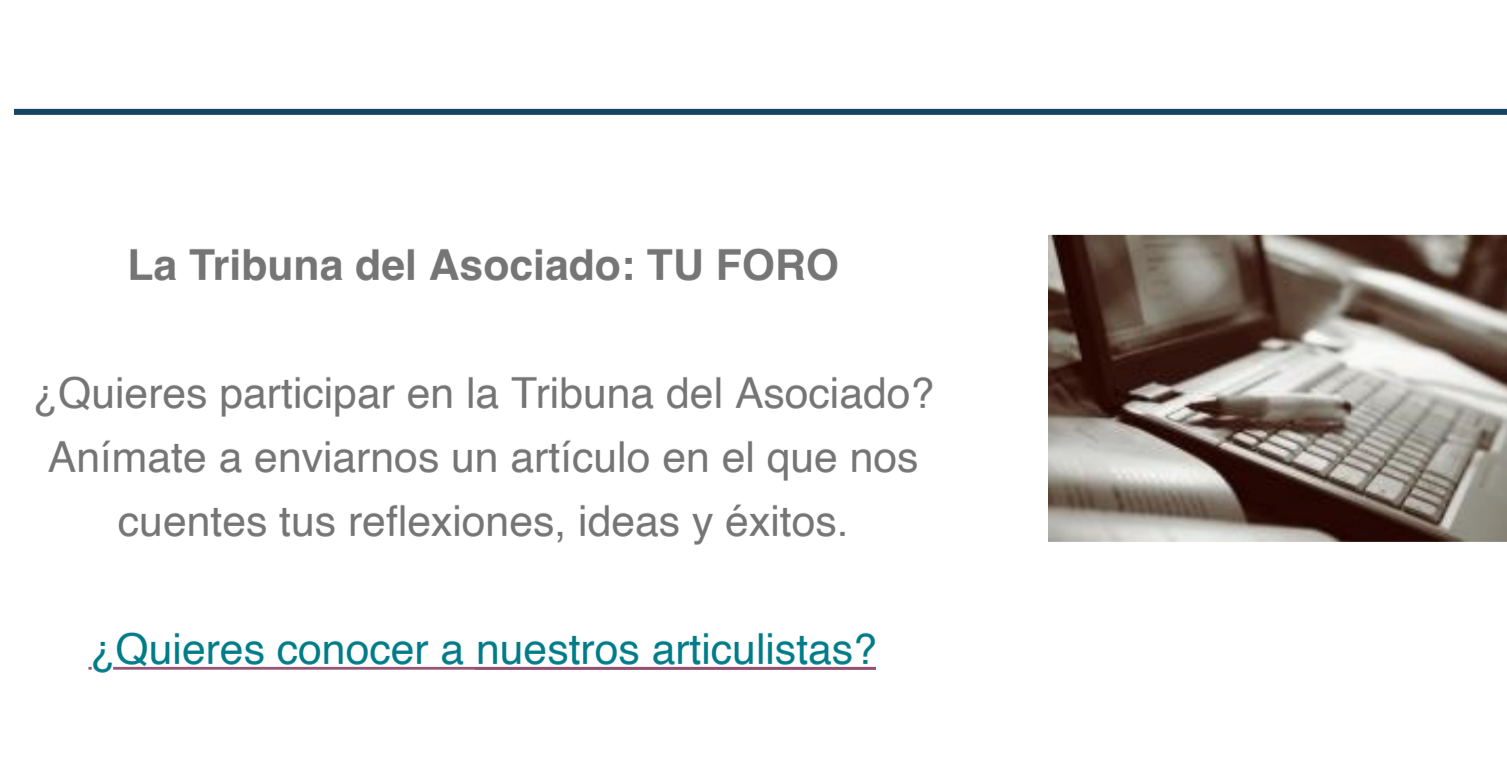 La Tribuna del Asociado: TU FORO
¿Quieres participar en la Tribuna del Asociado?
Anímate a enviarnos un artículo en el que nos
cuentes tus reflexiones, ideas y éxitos.
¿Quieres conocer a nuestros articulistas?